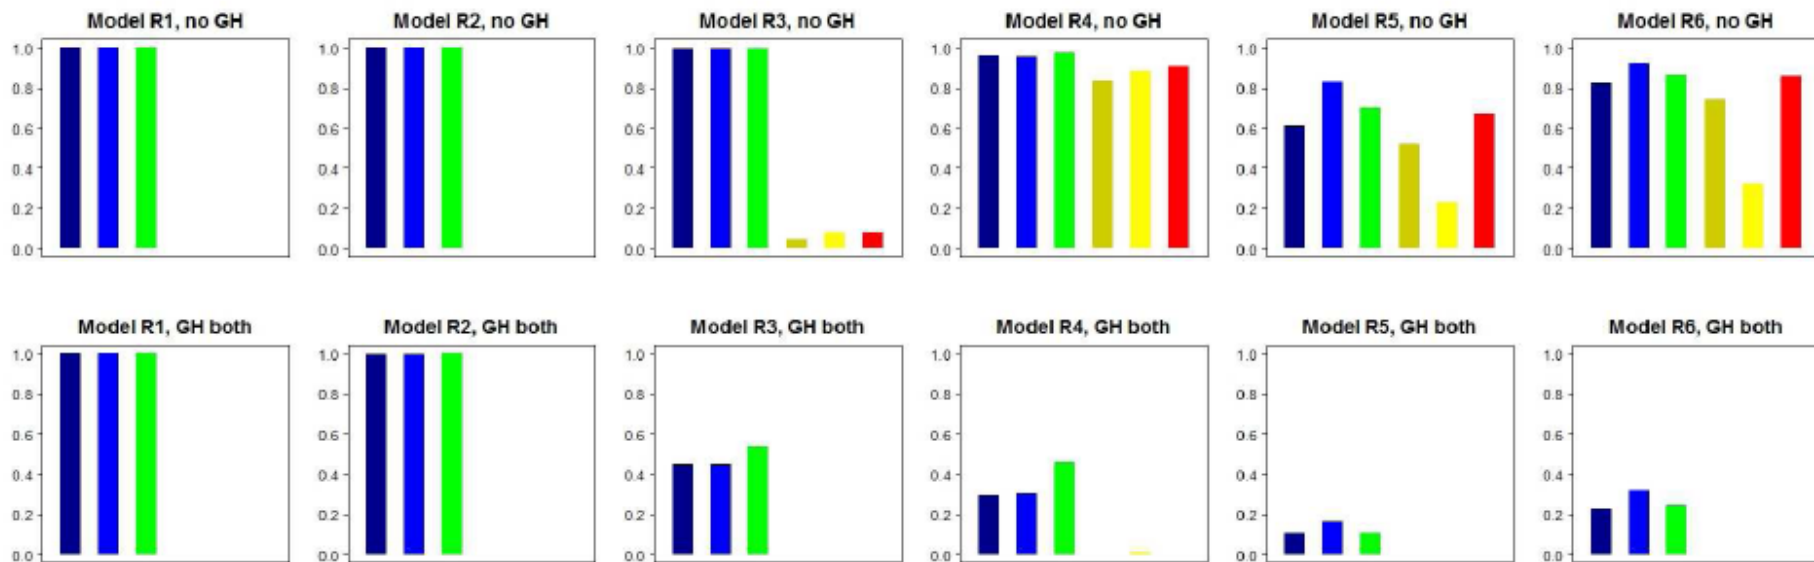 Model R1, no GH
Model R2, no GH
Model R3, no GH
Model R4, no GH
Model R5, no GH
Model R6, no GH
1.0 1.0 1.0 1.0 1.0 1.0
0.8 0.8 0.8 0.8 0.8 0.8
0.6 0.6 0.6 0.6 0.6 0.6
0.4 0.4 0.4 0.4 0.4 0.4
0.2 0.2 0.2 0.2 0.2 0.2
0.0 0.0 0.0 0.0 0.0 0.0
Model R1, GH both
Model R2, GH both
Model R3, GH both
Model R4, GH both
Model R5, GH both
Model R6, GH both
1.0 1.0 1.0 1.0 1.0 1.0
0.8 0.8 0.8 0.8 0.8 0.8
0.6 0.6 0.6 0.6 0.6 0.6
0.4 0.4 0.4 0.4 0.4 0.4
0.2 0.2 0.2 0.2 0.2 0.2
0.0 0.0 0.0 0.0 0.0 0.0